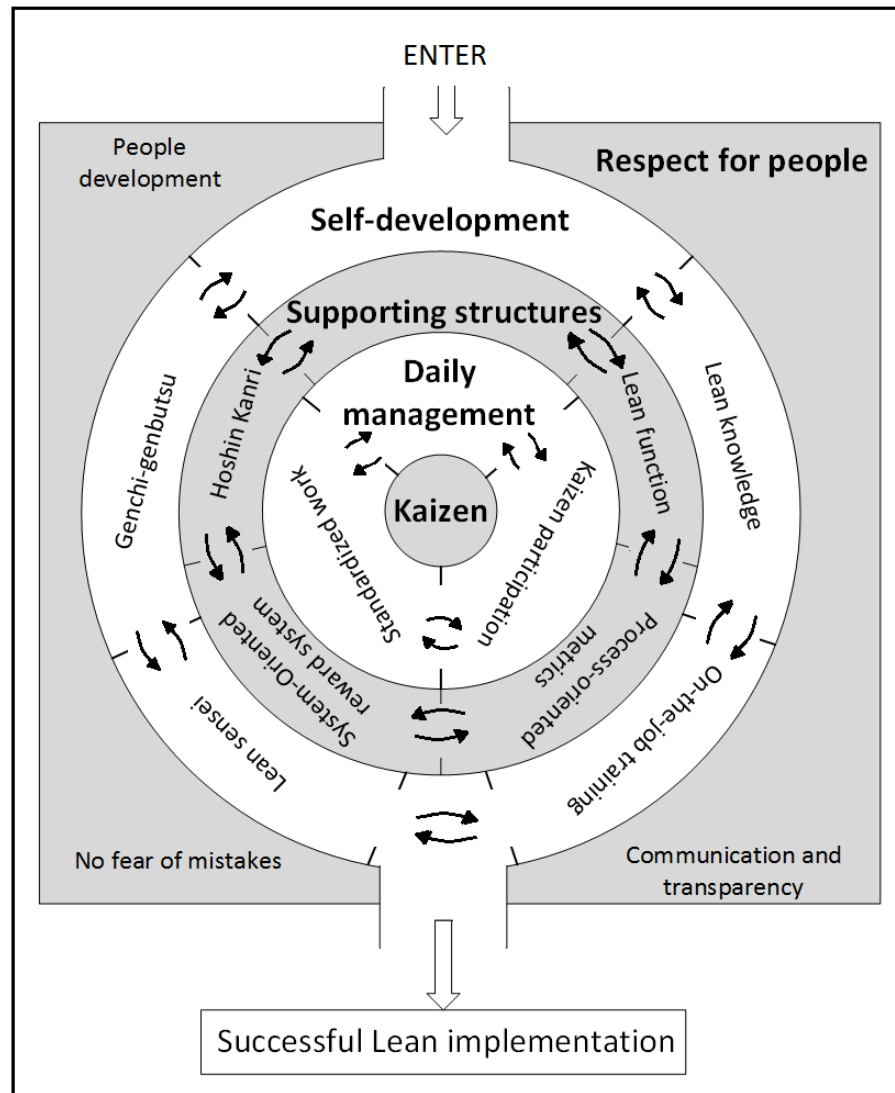 ENTER
People
development
Respect for people
Self-development
Supporting structures
Daily
management
Kaizen
Genchi-genbutsu
Hoshin Kanri
Standardized work
Kaizen participation
Lean function
Lean knowledge
System-Oriented
reward system
Process-oriented
metrics
Lean sensei
On-the-job training
No fear of mistakes
Communication and
transparency
Successful Lean implementation